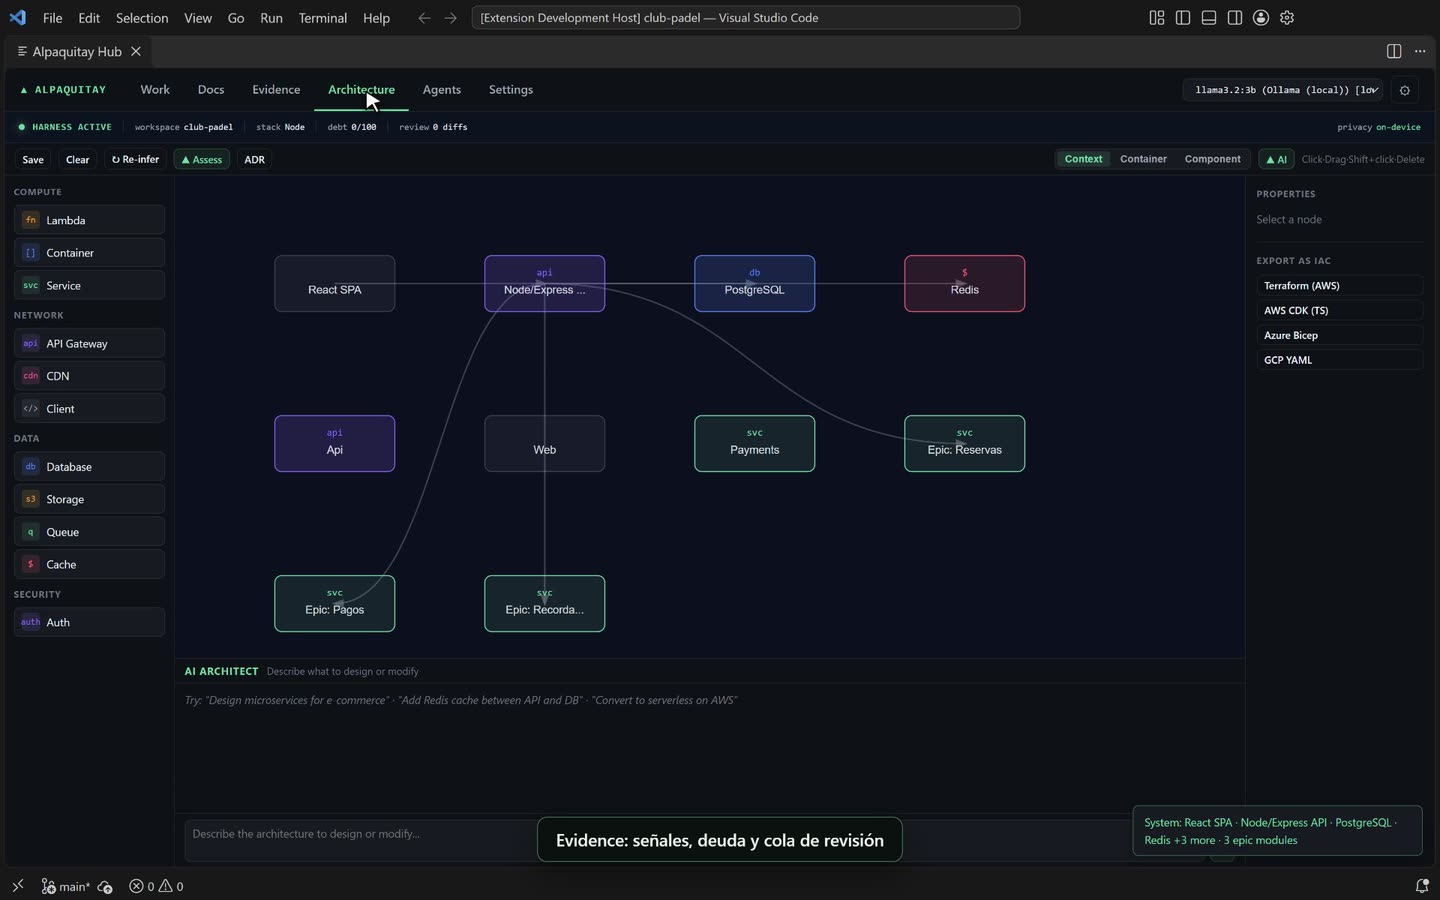 File Edit Selection View Go Run Terminal Help
[Extension Development Host] club-padel — Visual Studio Code
Alpaquitay Hub
▲ ALPAQUITAY Work Docs Evidence Architecture Agents Settings
llama3.2:3b (Ollama (local))
HARNESS ACTIVE workspace club-padel stack Node debt 0/100 review 0 diffs privacy on-device
Save Clear ↻ Re-infer ▲ Assess ADR Context Container Component ▲ AI Click·Drag·Shift+click·Delete
COMPUTE
fn Lambda
[] Container
svc Service
NETWORK
api API Gateway
cdn CDN
</> Client
DATA
db Database
s3 Storage
q Queue
$ Cache
SECURITY
auth Auth
React SPA
api
Node/Express ...
db
PostgreSQL
$
Redis
api
Api
Web
svc
Payments
svc
Epic: Reservas
svc
Epic: Pagos
svc
Epic: Recorda...
PROPERTIES
Select a node
EXPORT AS IAC
Terraform (AWS)
AWS CDK (TS)
Azure Bicep
GCP YAML
AI ARCHITECT Describe what to design or modify
Try: "Design microservices for e-commerce" · "Add Redis cache between API and DB" · "Convert to serverless on AWS"
Describe the architecture to design or modify...
Evidence: señales, deuda y cola de revisión
System: React SPA · Node/Express API · PostgreSQL ·
Redis +3 more · 3 epic modules
main* 0 0